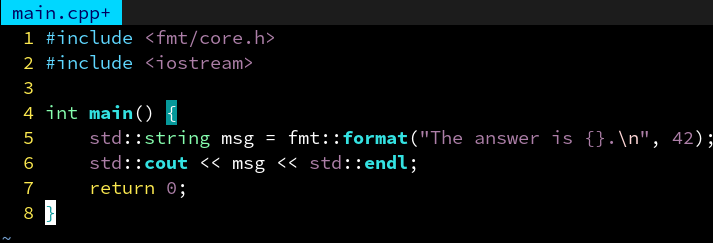 main.cpp+
1 #include <fmt/core.h>
2 #include <iostream>
3
4 int main() {
5     std::string msg = fmt::format("The answer is {}.\n", 42);
6     std::cout << msg << std::endl;
7     return 0;
8 }
~